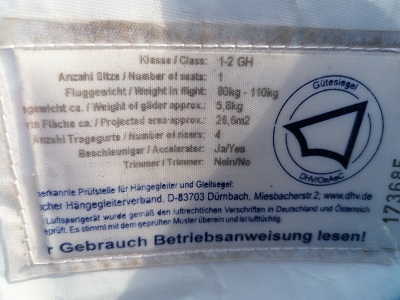 Klasse / Class: 1-2 GH
Anzahl Sitze / Number of seats: 1
Fluggewicht / Weight in flight: 80kg - 110kg
gewicht ca. / Weight of glider approx.: 5,8kg
Fläche ca. / Projected area approx.: 26,6m2
Anzahl Tragegurte / Number of risers: 4
Beschleuniger / Accelerator: Ja/Yes
Trimmer / Trimmer: Nein/No
Gütesiegel
DHV/OeAeC
173685
nerkannte Prüfstelle für Hängegleiter und Gleitsegel:
scher Hängegleiterverband, D-83703 Dürnbach, Miesbacherstr.2; www.dhv.de
Luftsportgerät wurde gemäß den luftrechtlichen Vorschriften in Deutschland und Österreich
geprüft. Es stimmt mit dem geprüften Muster überein und ist lufttüchtig.
r Gebrauch Betriebsanweisung lesen!